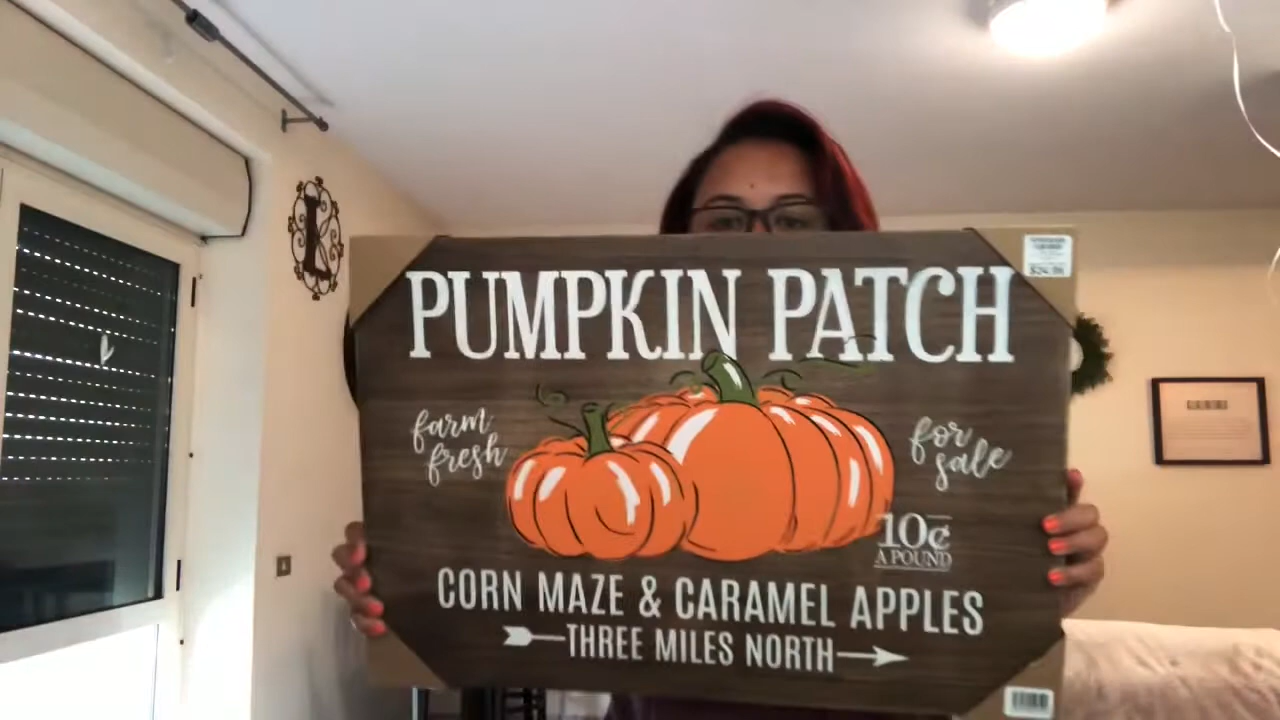 PUMPKIN PATCH
farm
fresh
for
sale
10¢
A POUND
CORN MAZE & CARAMEL APPLES
THREE MILES NORTH